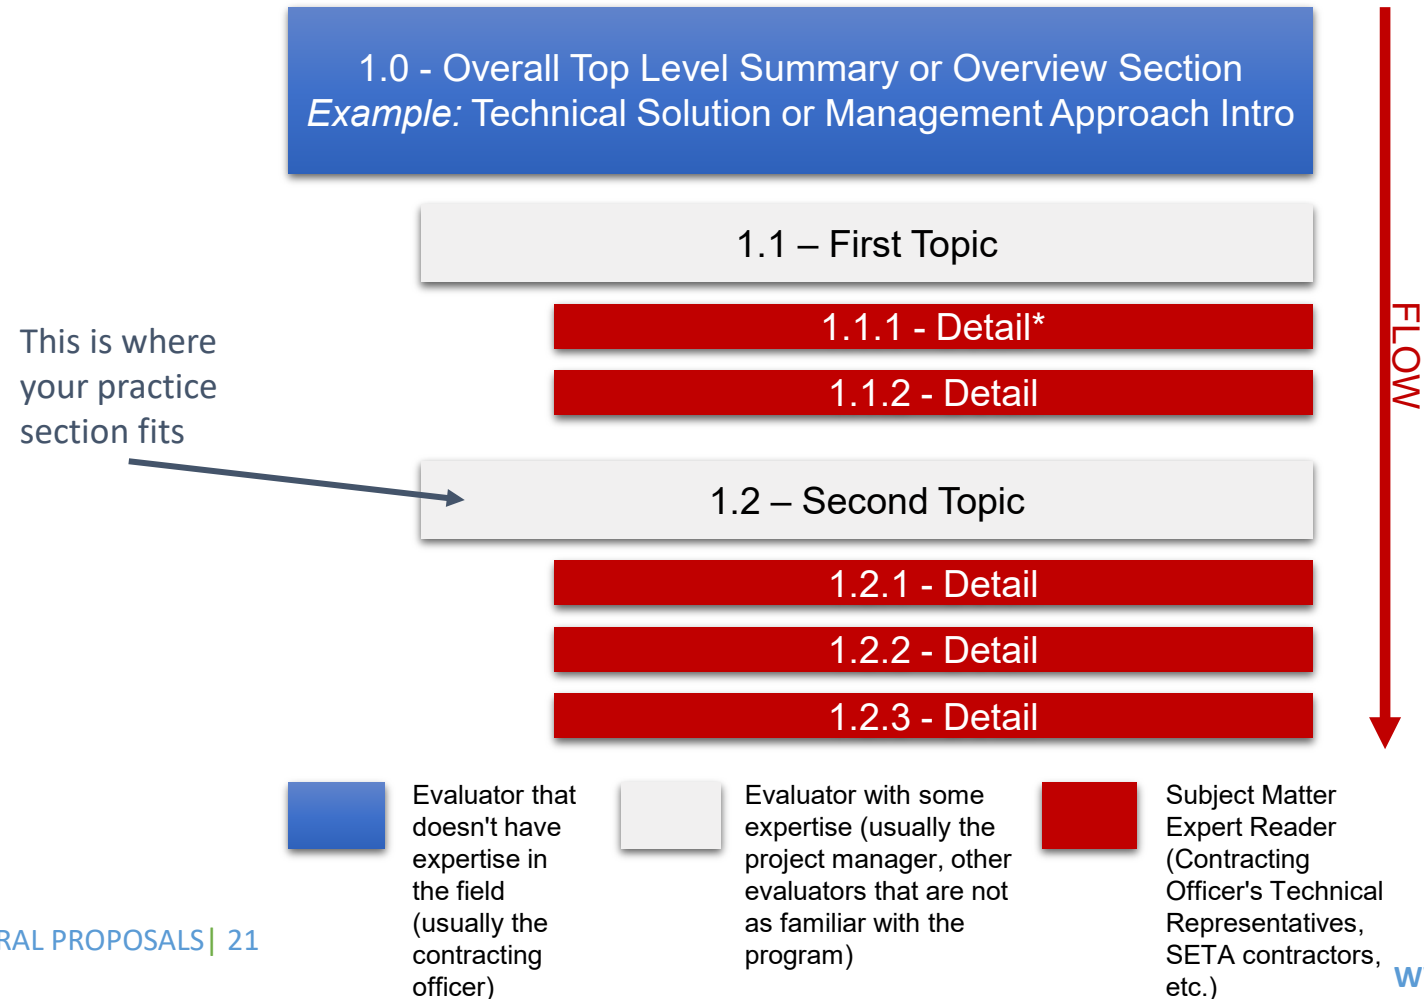 1.0 - Overall Top Level Summary or Overview Section
Example: Technical Solution or Management Approach Intro
1.1 – First Topic
1.1.1 - Detail*
1.1.2 - Detail
This is where
your practice
section fits
1.2 – Second Topic
1.2.1 - Detail
1.2.2 - Detail
1.2.3 - Detail
FLOW
Evaluator that
doesn't have
expertise in
the field
(usually the
contracting
officer)
Evaluator with some
expertise (usually the
project manager, other
evaluators that are not
as familiar with the
program)
Subject Matter
Expert Reader
(Contracting
Officer's Technical
Representatives,
SETA contractors,
etc.)
RAL PROPOSALS| 21
W